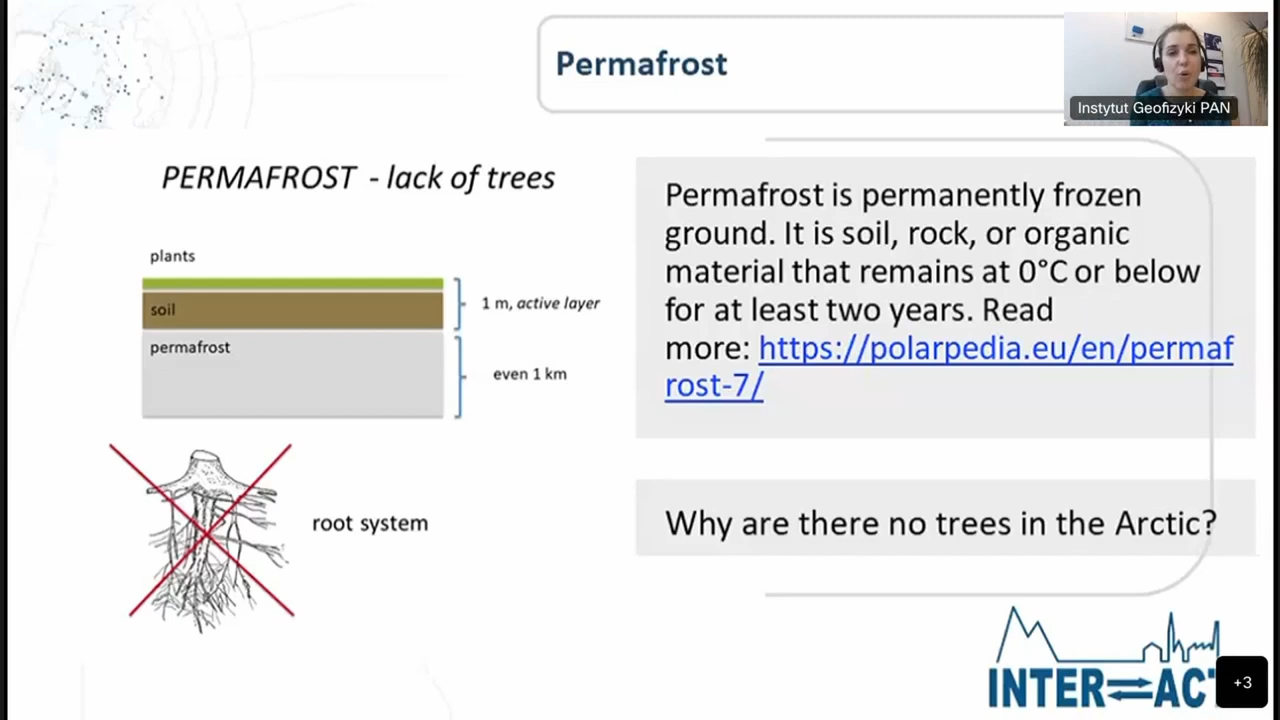 Permafrost
Instytut Geofizyki PAN
PERMAFROST - lack of trees
plants
soil
1 m, active layer
permafrost
even 1 km
root system
Permafrost is permanently frozen
ground. It is soil, rock, or organic
material that remains at 0°C or below
for at least two years. Read
more: https://polarpedia.eu/en/permaf
rost-7/
Why are there no trees in the Arctic?
INTER ACT
+3